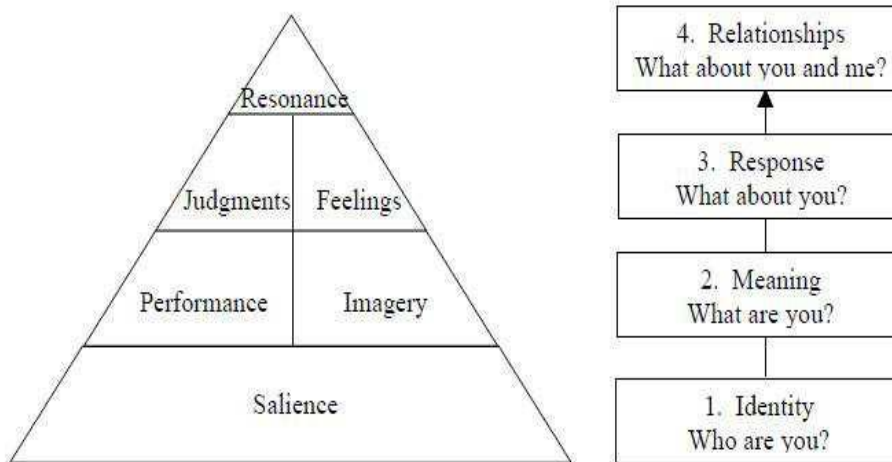 Resonance
Judgments Feelings
Performance Imagery
Salience
4. Relationships
What about you and me?
3. Response
What about you?
2. Meaning
What are you?
1. Identity
Who are you?